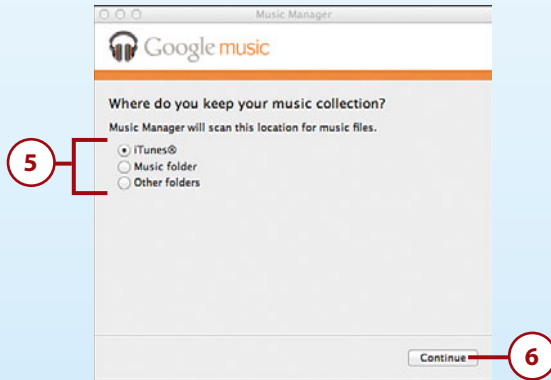 Music Manager
Google music
Where do you keep your music collection?
Music Manager will scan this location for music files.
5
iTunes®
Music folder
Other folders
Continue
6